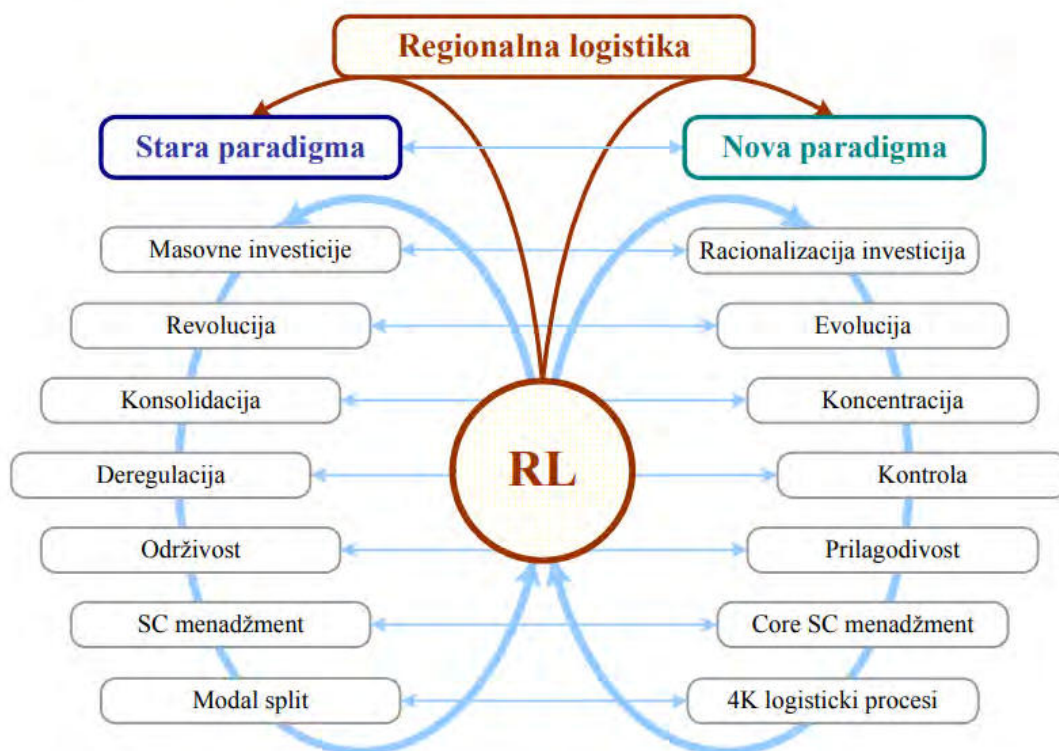 Regionalna logistika
Stara paradigma
Nova paradigma
Masovne investicije
Racionalizacija investicija
Revolucija
Evolucija
Konsolidacija
Koncentracija
RL
Deregulacija
Kontrola
Održivost
Prilagodivost
SC menadžment
Core SC menadžment
Modal split
4K logisticki procesi